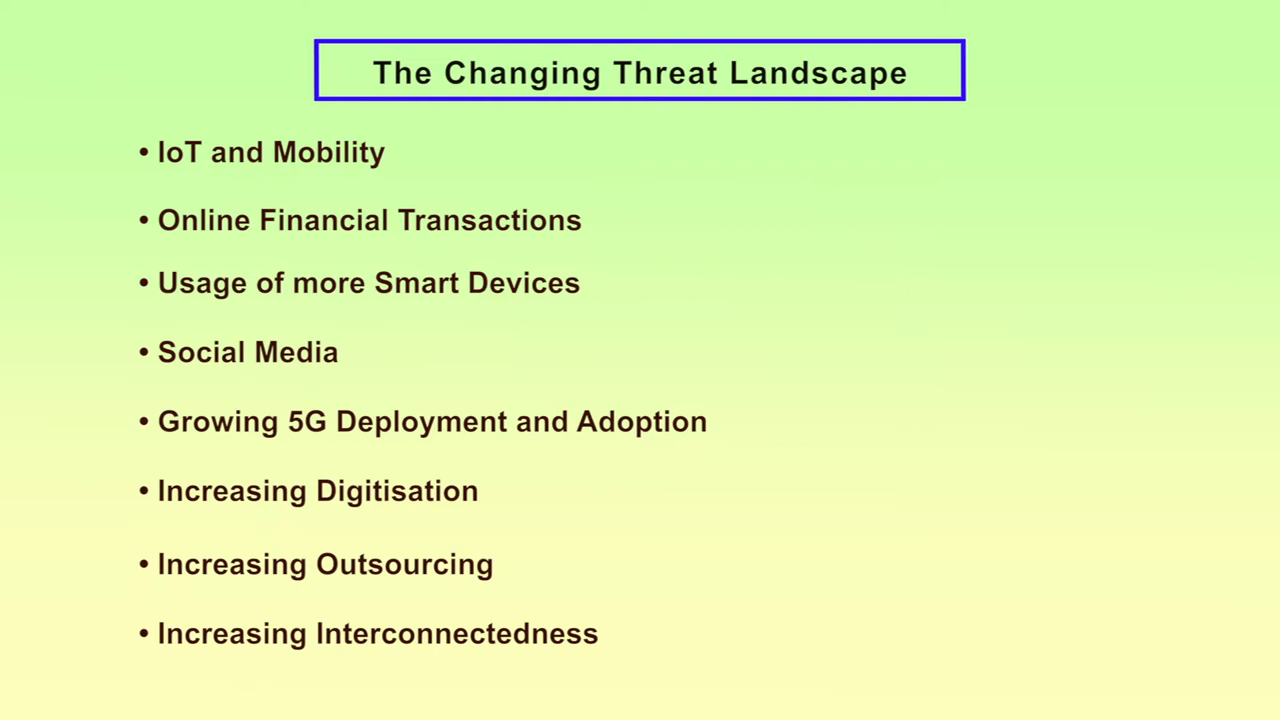 The Changing Threat Landscape
• IoT and Mobility
• Online Financial Transactions
• Usage of more Smart Devices
• Social Media
• Growing 5G Deployment and Adoption
• Increasing Digitisation
• Increasing Outsourcing
• Increasing Interconnectedness